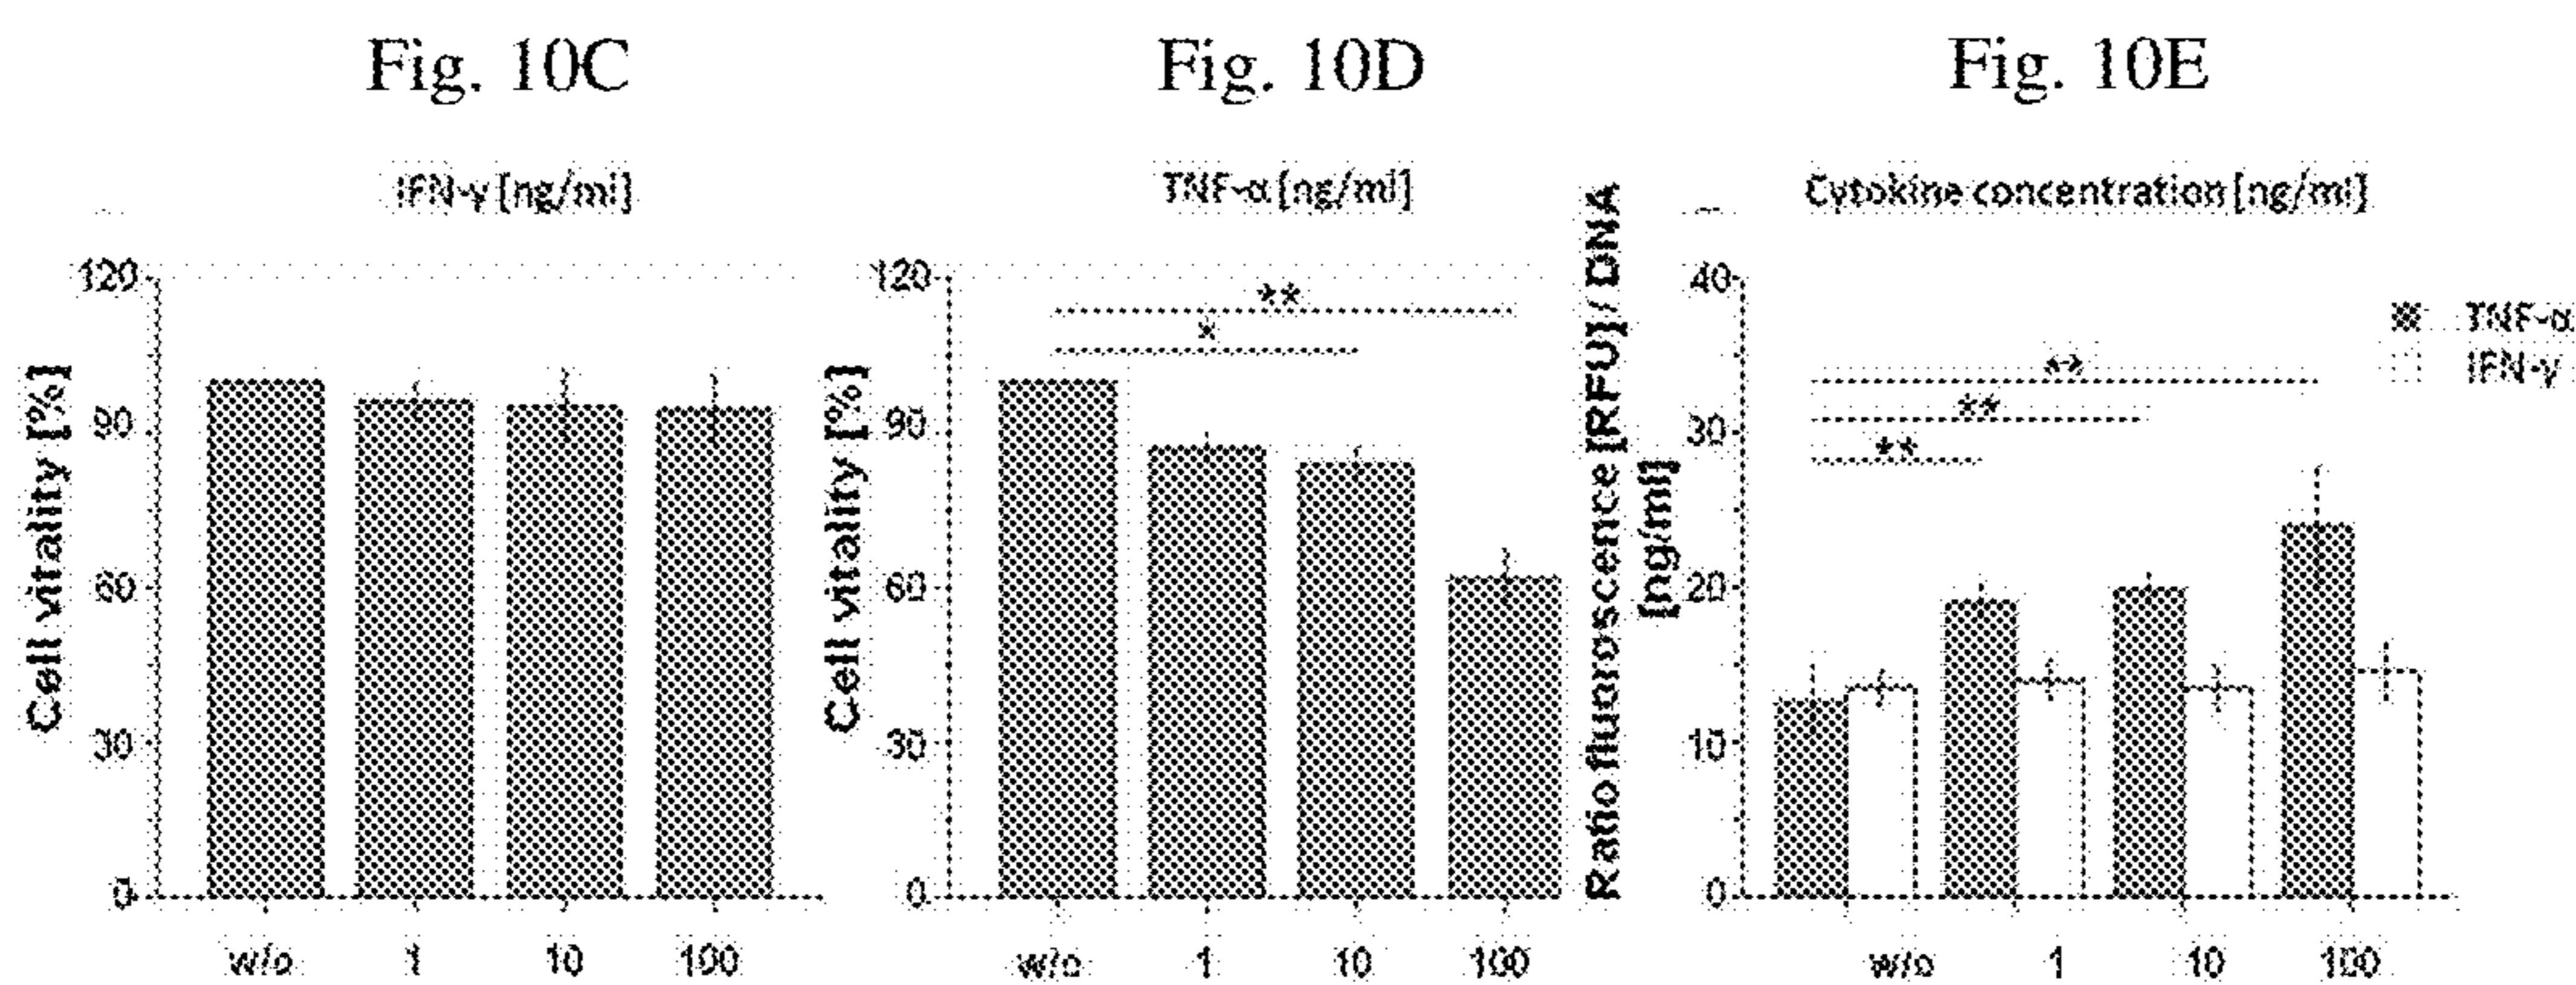 Fig. 10C
IFN-γ [ng/ml]
Cell vitality [%]
120
90
60
30
0
w/o 1 10 100
Fig. 10D
TNF-α [ng/ml]
Cell vitality [%]
120
90
60
30
0
**
*
w/o 1 10 100
Fig. 10E
Cytokine concentration [ng/ml]
Ratio fluoroscence [RFU] / DNA
[ng/ml]
40
30
20
10
0
**
**
**
TNF-α
IFN-γ
w/o 1 10 100